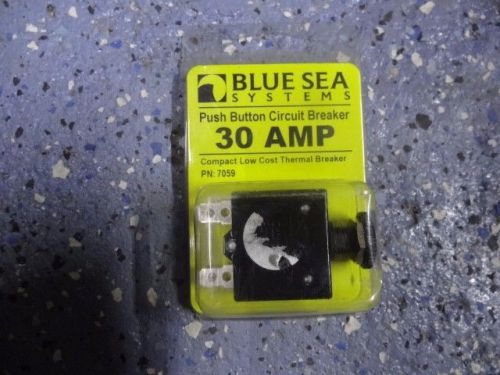 BLUE SEA
SYSTEMS
Push Button Circuit Breaker
30 AMP
Compact Low Cost Thermal Breaker
PN: 7059